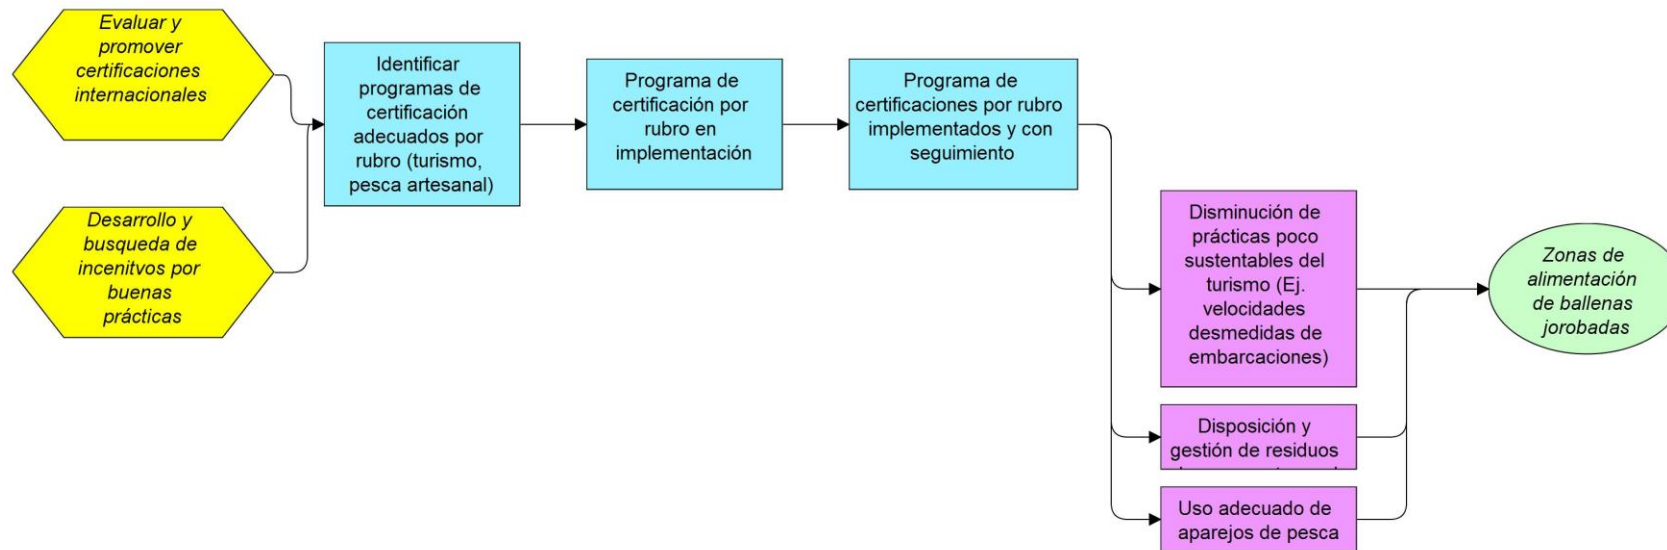 Evaluar y
promover
certificaciones
internacionales
Desarrollo y
busqueda de
incenitvos por
buenas
prácticas
Identificar
programas de
certificación
adecuados por
rubro (turismo,
pesca artesanal)
Programa de
certificación por
rubro en
implementación
Programa de
certificaciones por rubro
implementados y con
seguimiento
Disminución de
prácticas poco
sustentables del
turismo (Ej.
velocidades
desmedidas de
embarcaciones)
Disposición y
gestión de residuos
Uso adecuado de
aparejos de pesca
Zonas de
alimentación
de ballenas
jorobadas